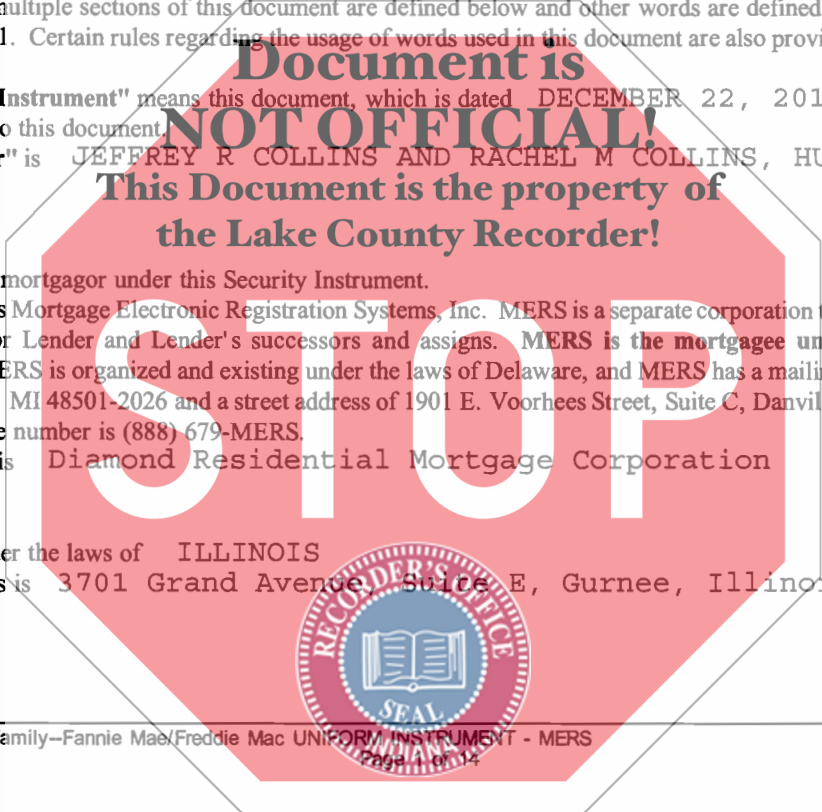 multiple sections of this document are defined below and other words are defined
1. Certain rules regarding the usage of words used in this document are also provi
Document is
Instrument" means this document, which is dated DECEMBER 22, 201
o this document.
NOT OFFICIAL!
r" is JEFFREY R COLLINS AND RACHEL M COLLINS, HU
This Document is the property of
the Lake County Recorder!
mortgagor under this Security Instrument.
s Mortgage Electronic Registration Systems, Inc. MERS is a separate corporation t
or Lender and Lender's successors and assigns. MERS is the mortgagee un
ERS is organized and existing under the laws of Delaware, and MERS has a mailin
MI 48501-2026 and a street address of 1901 E. Voorhees Street, Suite C, Danvil
e number is (888) 679-MERS.
STOP
is Diamond Residential Mortgage Corporation
er the laws of ILLINOIS
s is 3701 Grand Avenue, Suite E, Gurnee, Illinoi
RECORDER'S OFFICE
SEAL
INDIANA
amily–Fannie Mae/Freddie Mac UNIFORM INSTRUMENT - MERS
Page 1 of 14